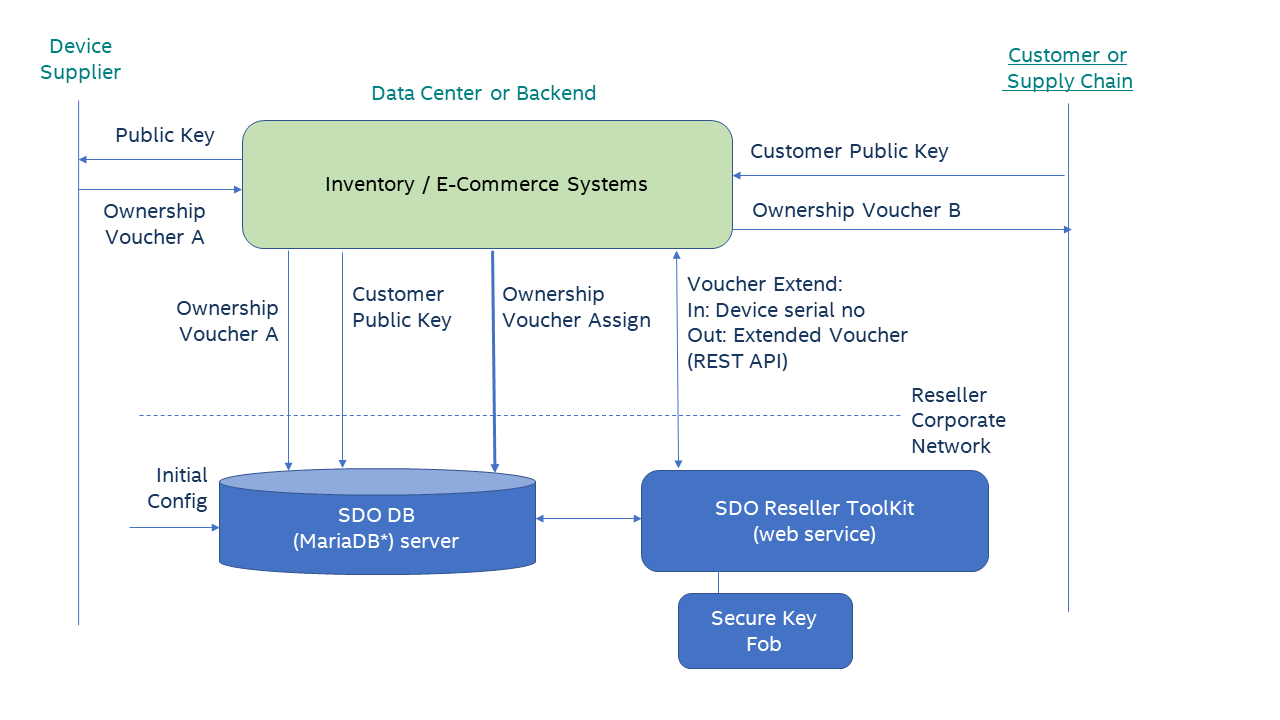 Device
Supplier
Customer or
Supply Chain
Data Center or Backend
Public Key
Customer Public Key
Inventory / E-Commerce Systems
Ownership
Voucher A
Ownership Voucher B
Ownership
Voucher A
Customer
Public Key
Ownership
Voucher Assign
Voucher Extend:
In: Device serial no
Out: Extended Voucher
(REST API)
Reseller
Corporate
Network
Initial
Config
SDO DB
(MariaDB*) server
SDO Reseller ToolKit
(web service)
Secure Key
Fob